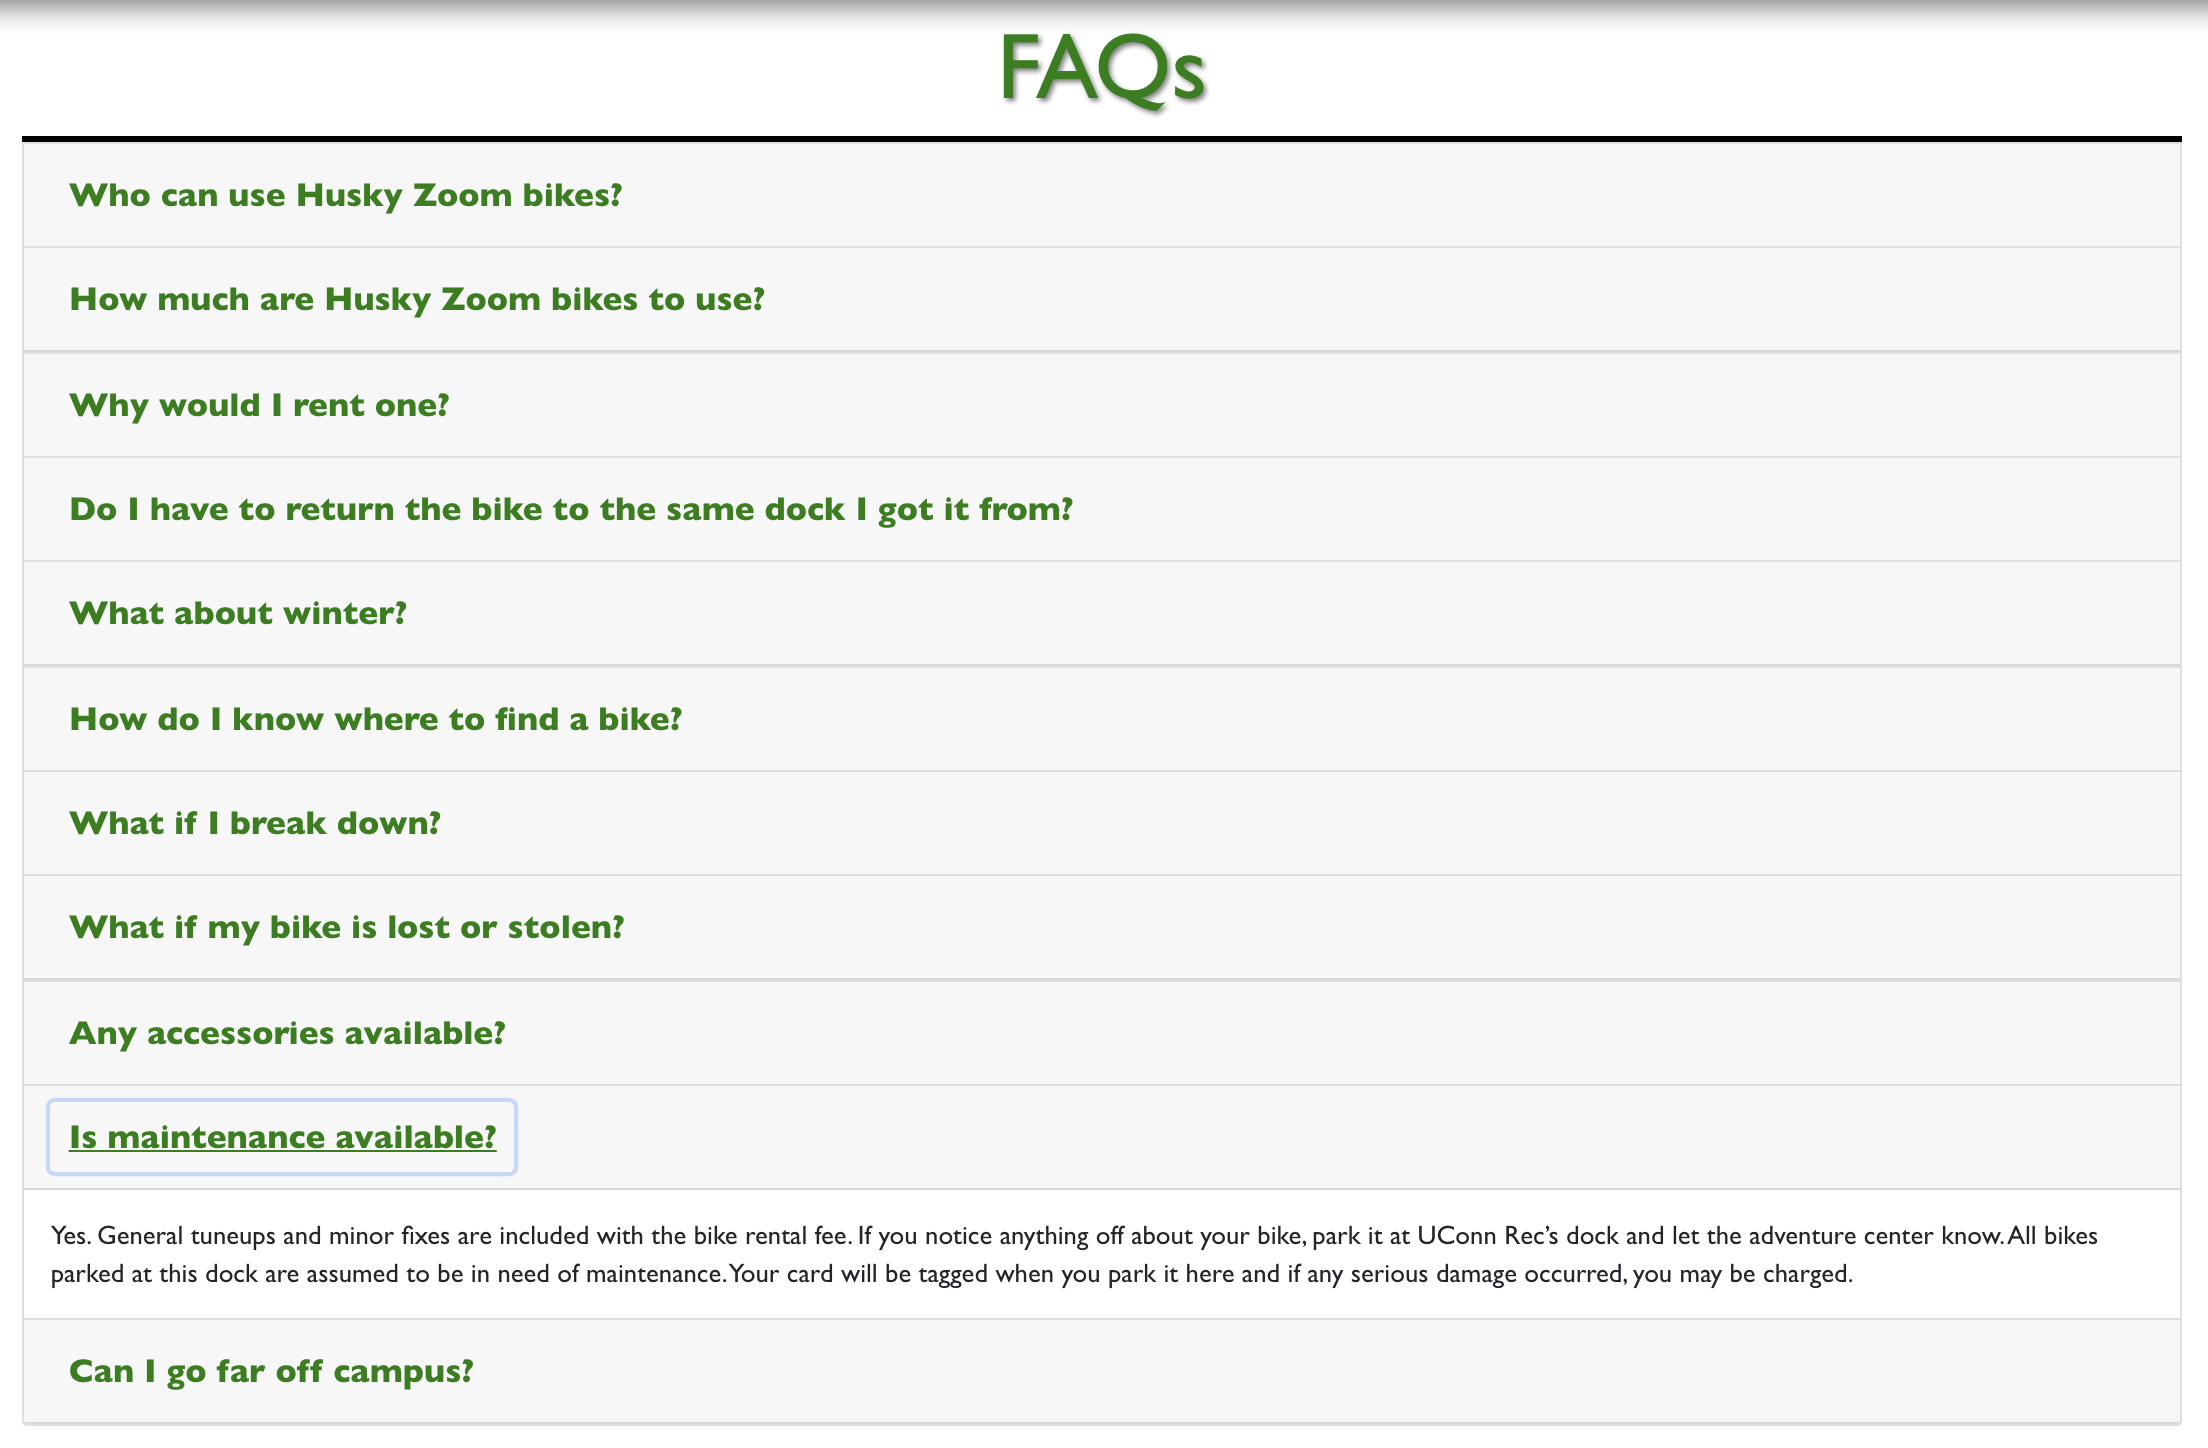 FAQs
Who can use Husky Zoom bikes?
How much are Husky Zoom bikes to use?
Why would I rent one?
Do I have to return the bike to the same dock I got it from?
What about winter?
How do I know where to find a bike?
What if I break down?
What if my bike is lost or stolen?
Any accessories available?
Is maintenance available?
Yes. General tuneups and minor fixes are included with the bike rental fee. If you notice anything off about your bike, park it at UConn Rec’s dock and let the adventure center know. All bikes
parked at this dock are assumed to be in need of maintenance. Your card will be tagged when you park it here and if any serious damage occurred, you may be charged.
Can I go far off campus?